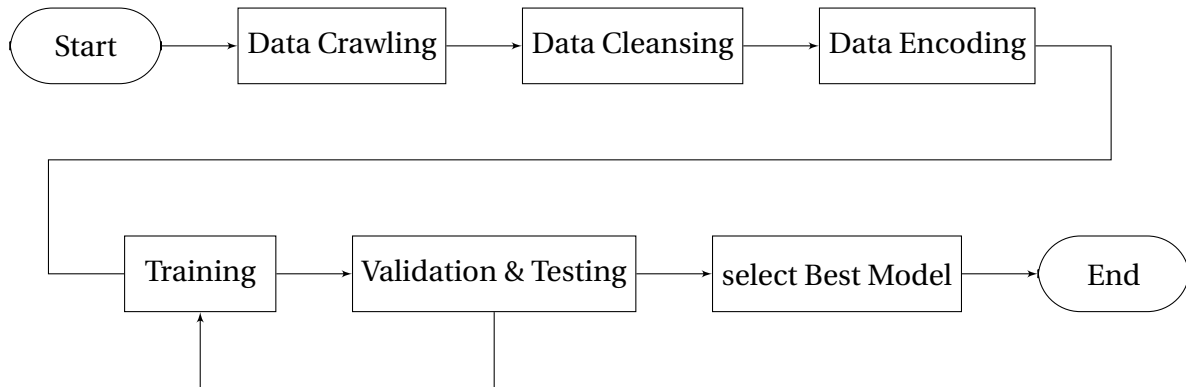 Start
Data Crawling
Data Cleansing
Data Encoding
Training
Validation & Testing
select Best Model
End